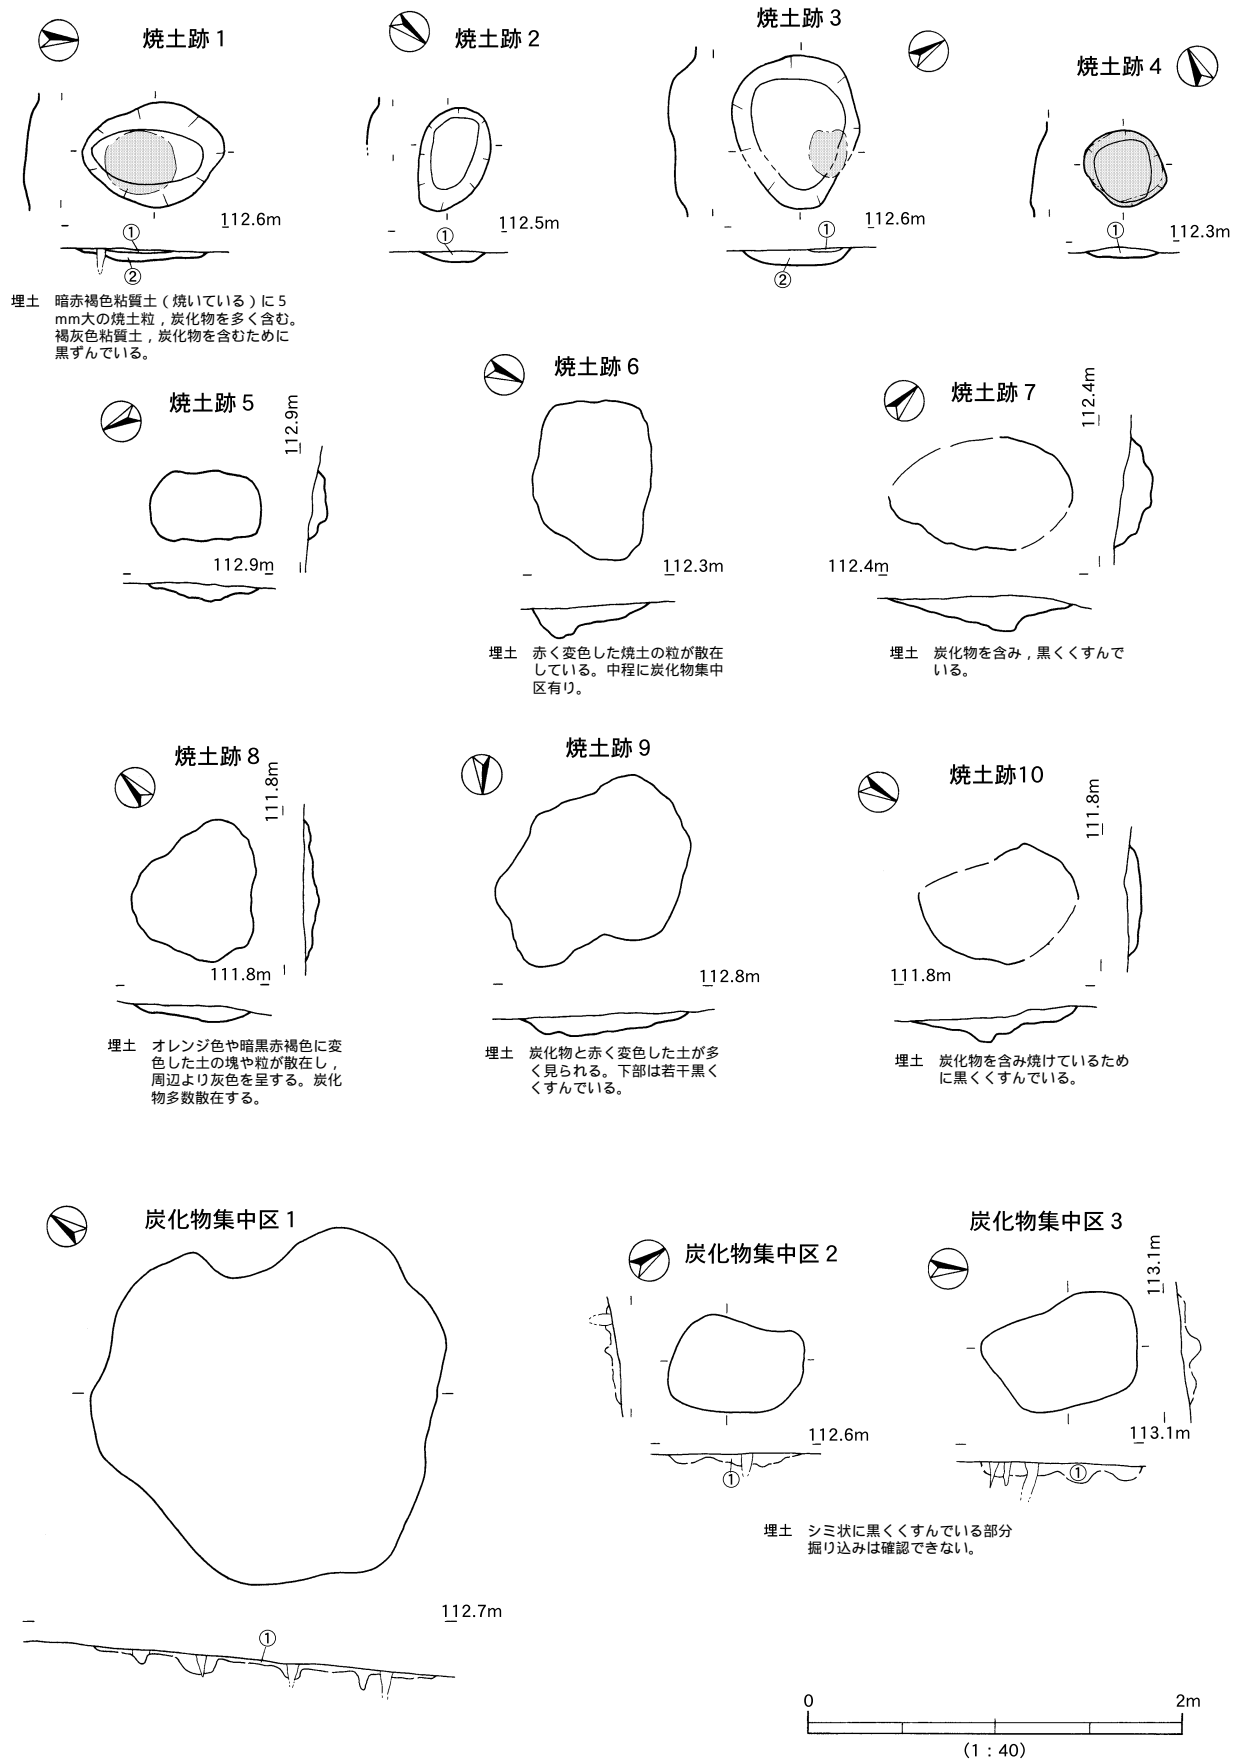 焼土跡1
112.6m
①
②
埋土 暗赤褐色粘質土(焼いている)に5
mm大の焼土粒,炭化物を多く含む。
褐灰色粘質土,炭化物を含むために
黒ずんでいる。
焼土跡2
112.5m
①
焼土跡3
112.6m
①
②
焼土跡4
112.3m
①
焼土跡5
112.9m
112.9m
焼土跡6
112.3m
埋土 赤く変色した焼土の粒が散在
している。中程に炭化物集中
区有り。
焼土跡7
112.4m
112.4m
埋土 炭化物を含み,黒くくすんで
いる。
焼土跡8
111.8m
111.8m
埋土 オレンジ色や暗黒赤褐色に変
色した土の塊や粒が散在し,
周辺より灰色を呈する。炭化
物多数散在する。
焼土跡9
112.8m
埋土 炭化物と赤く変色した土が多
く見られる。下部は若干黒く
くすんでいる。
焼土跡10
111.8m
111.8m
埋土 炭化物を含み焼けているため
に黒くくすんでいる。
炭化物集中区1
112.7m
①
炭化物集中区2
112.6m
①
炭化物集中区3
113.1m
113.1m
①
埋土 シミ状に黒くくすんでいる部分
掘り込みは確認できない。
0 2m
(1:40)